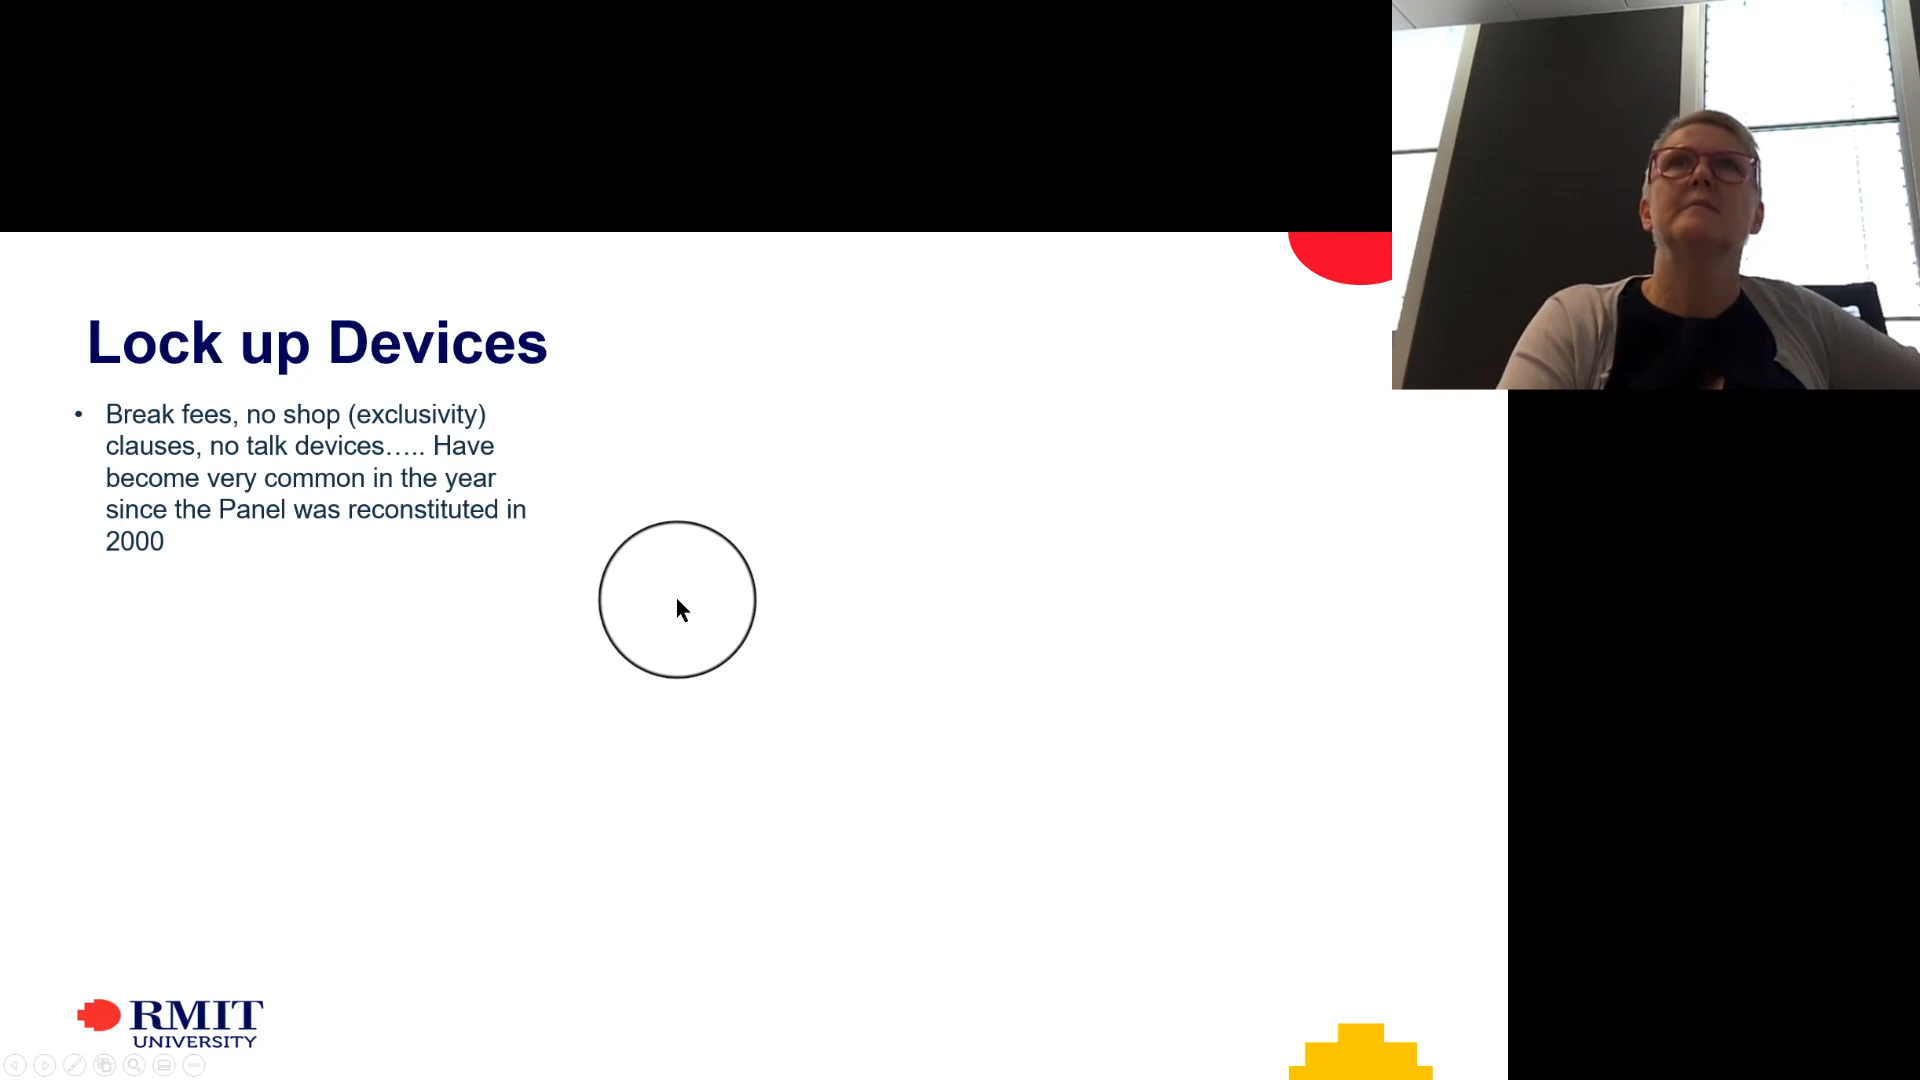 Lock up Devices
• Break fees, no shop (exclusivity)
clauses, no talk devices….. Have
become very common in the year
since the Panel was reconstituted in
2000
RMIT
UNIVERSITY